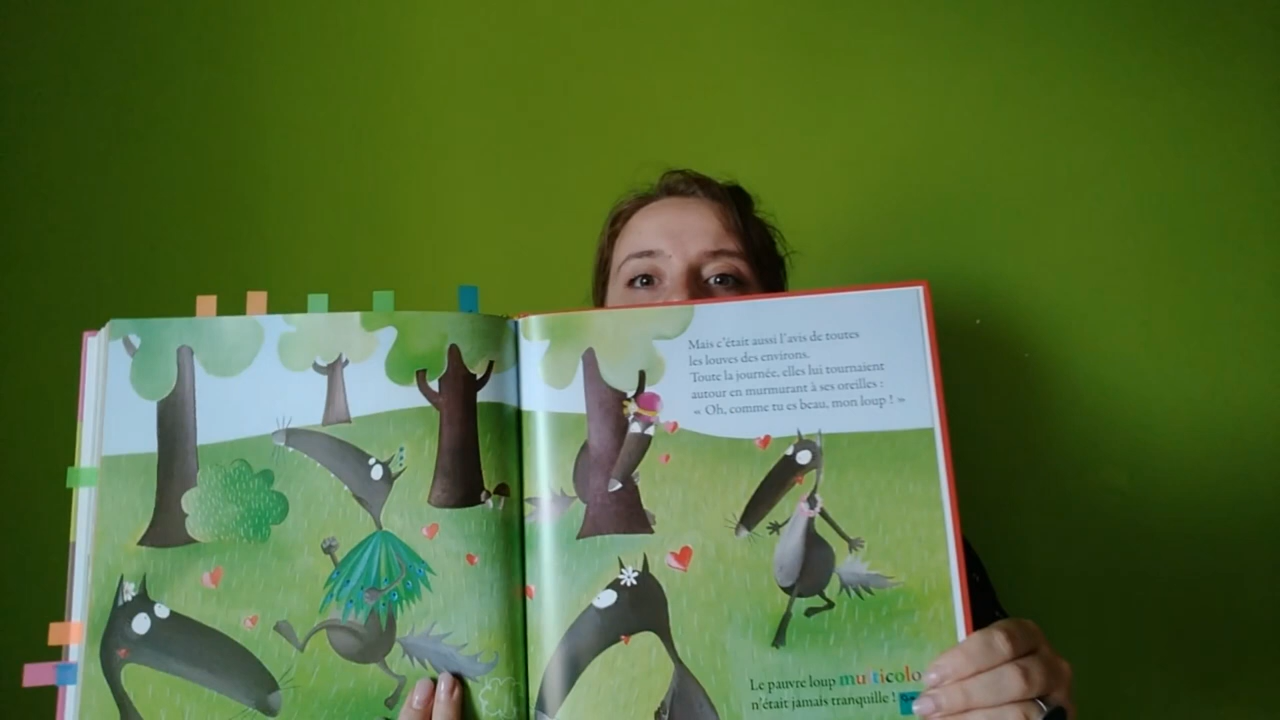 Mais c'était aussi l'avis de toutes
les louves des environs.
Toute la journée, elles lui tournaient
autour en murmurant à ses oreilles :
« Oh, comme tu es beau, mon loup ! »
Le pauvre loup multicolo
n'était jamais tranquille !